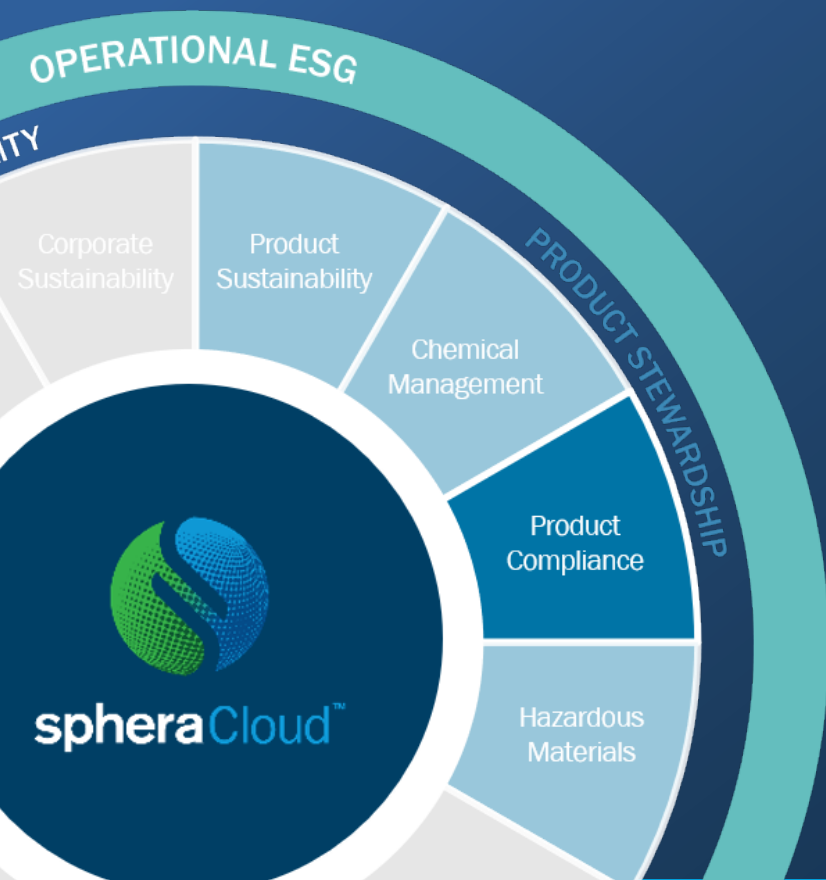 OPERATIONAL ESG
ITY
Corporate
Sustainability
Product
Sustainability
PRODUCT STEWARDSHIP
Chemical
Management
Product
Compliance
Hazardous
Materials
spheraCloud™